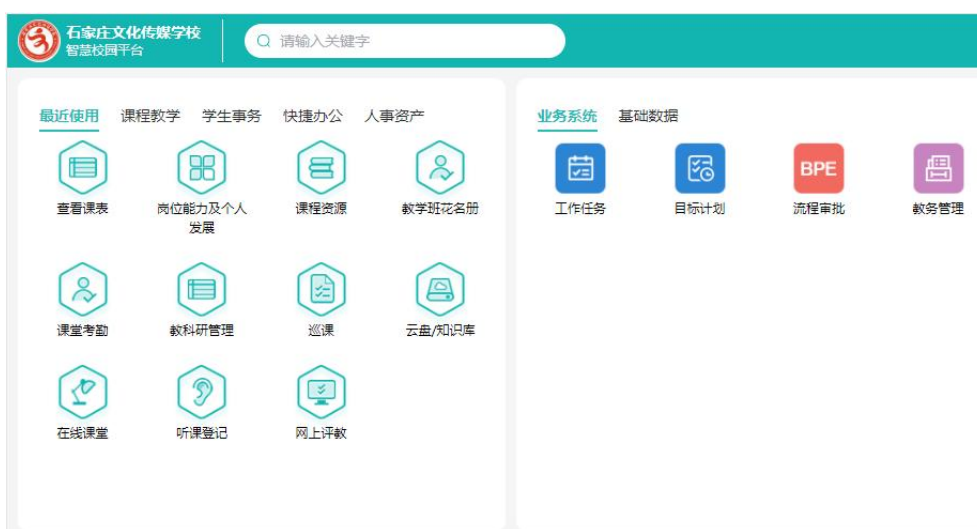 石家庄文化传媒学校
智慧校园平台
请输入关键字
最近使用 课程教学 学生事务 快捷办公 人事资产
查看课表 岗位能力及个人发展 课程资源 教学班花名册
课堂考勤 教科研管理 巡课 云盘/知识库
在线课堂 听课登记 网上评教
业务系统 基础数据
BPE
工作任务 目标计划 流程审批 教务管理